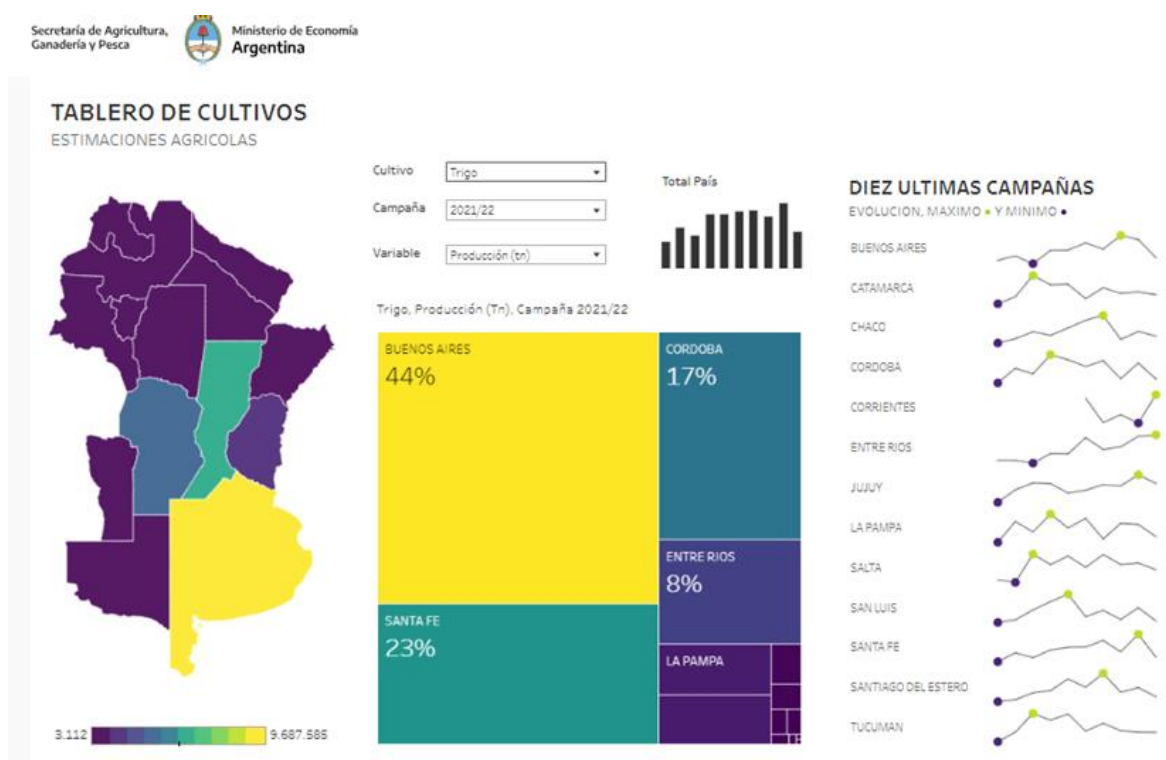 Secretaría de Agricultura,
Ganadería y Pesca
Ministerio de Economía
Argentina
TABLERO DE CULTIVOS
ESTIMACIONES AGRICOLAS
Cultivo
Trigo
Campaña
2021/22
Variable
Producción (tn)
Total País
Trigo, Producción (Tn), Campaña 2021/22
BUENOS AIRES
44%
CORDOBA
17%
ENTRE RIOS
8%
SANTA FE
23%
LA PAMPA
3.112
9.687.585
DIEZ ULTIMAS CAMPAÑAS
EVOLUCION, MAXIMO Y MINIMO
BUENOS AIRES
CATAMARCA
CHACO
CORDOBA
CORRIENTES
ENTRE RIOS
JUJUY
LA PAMPA
SALTA
SAN LUIS
SANTA FE
SANTIAGO DEL ESTERO
TUCUMAN